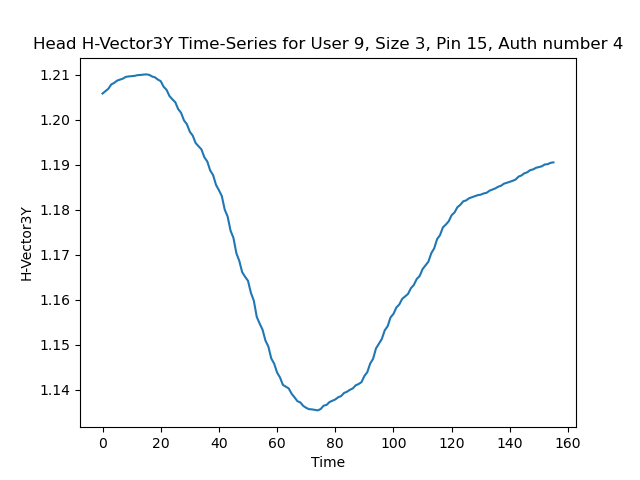 Head H-Vector3Y Time-Series for User 9, Size 3, Pin 15, Auth number 4
1.21
1.20
1.19
1.18
1.17
1.16
1.15
1.14
H-Vector3Y
0 20 40 60 80 100 120 140 160
Time